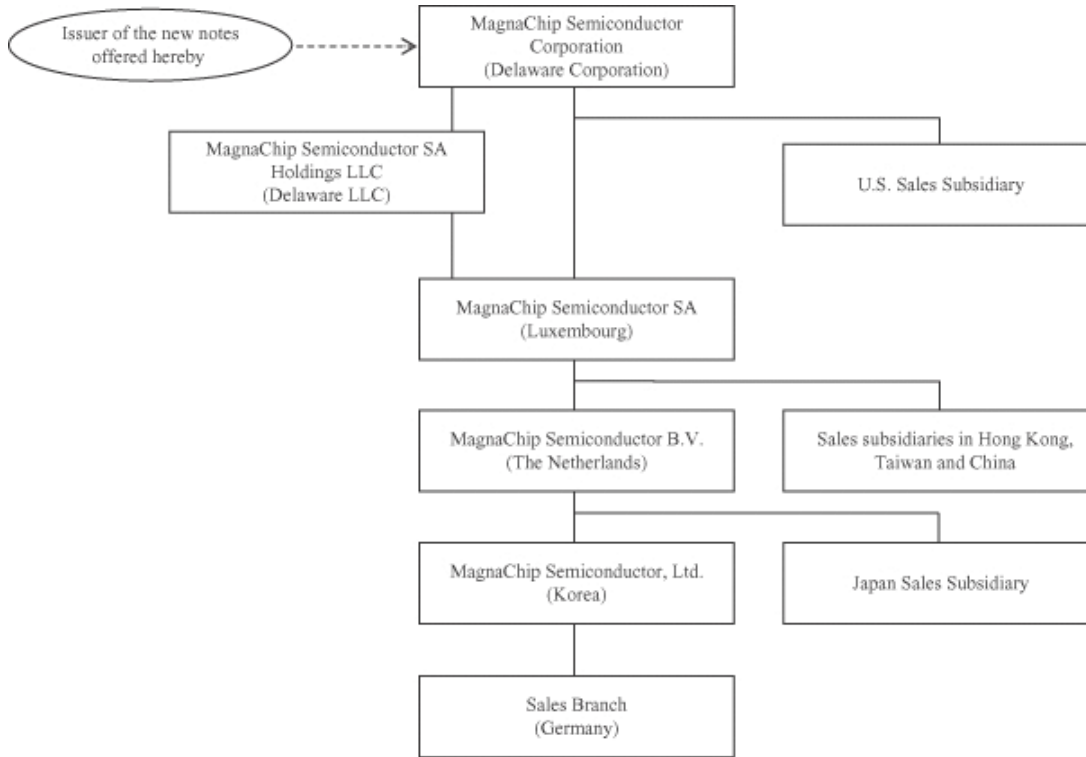 Issuer of the new notes
offered hereby
MagnaChip Semiconductor
Corporation
(Delaware Corporation)
MagnaChip Semiconductor SA
Holdings LLC
(Delaware LLC)
U.S. Sales Subsidiary
MagnaChip Semiconductor SA
(Luxembourg)
MagnaChip Semiconductor B.V.
(The Netherlands)
Sales subsidiaries in Hong Kong,
Taiwan and China
MagnaChip Semiconductor, Ltd.
(Korea)
Japan Sales Subsidiary
Sales Branch
(Germany)